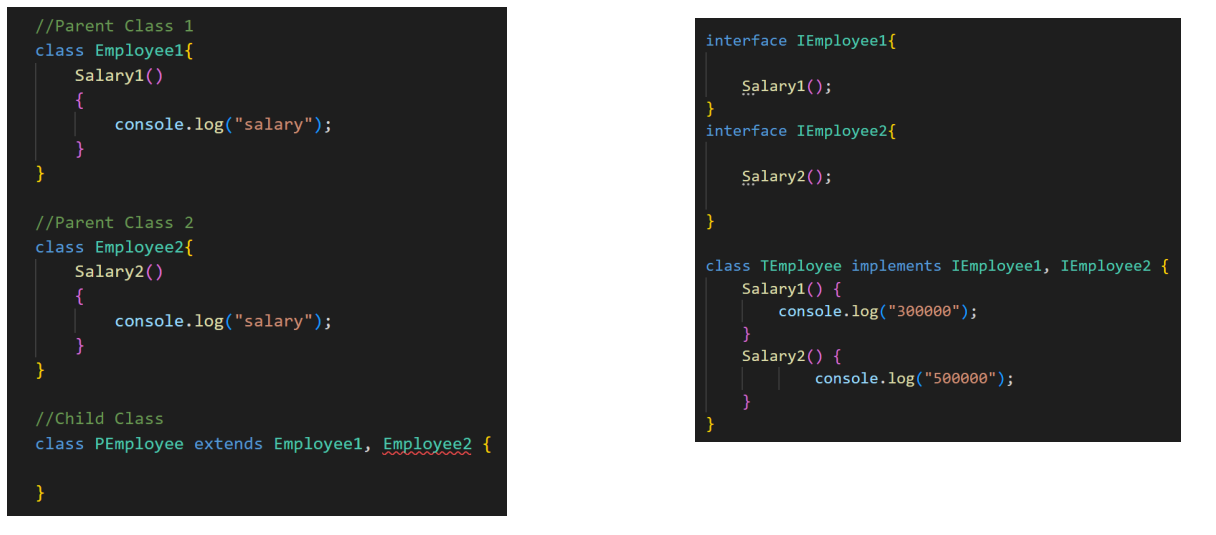 //Parent Class 1
class Employee1{
Salary1()
{
console.log("salary");
}
}
//Parent Class 2
class Employee2{
Salary2()
{
console.log("salary");
}
}
//Child Class
class PEmployee extends Employee1, Employee2 {
}
interface IEmployee1{
Salary1();
}
interface IEmployee2{
Salary2();
}
class TEmployee implements IEmployee1, IEmployee2 {
Salary1() {
console.log("300000");
}
Salary2() {
console.log("500000");
}
}